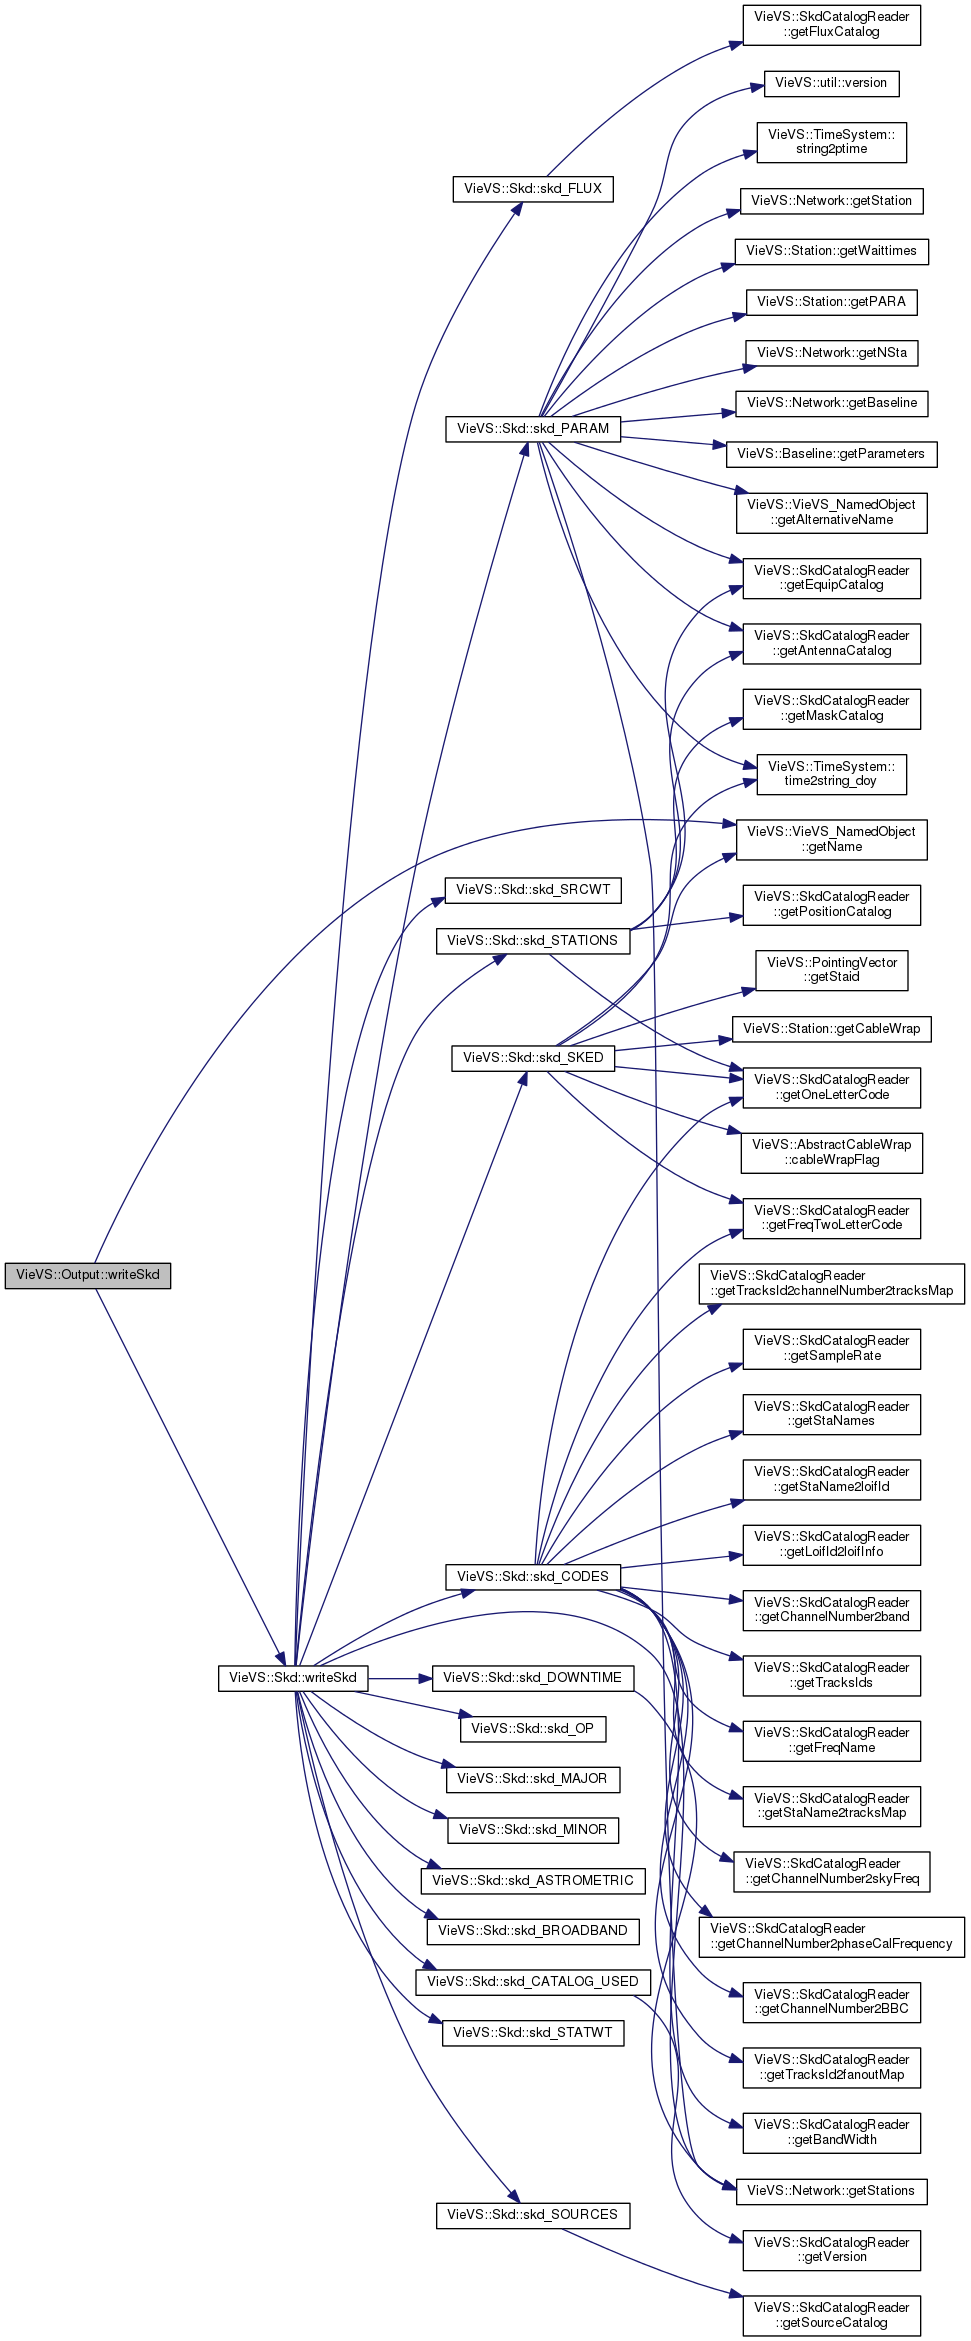 VieVS::SkdCatalogReader
::getFluxCatalog
VieVS::util::version
VieVS::TimeSystem::
string2ptime
VieVS::Skd::skd_FLUX
VieVS::Network::getStation
VieVS::Station::getWaittimes
VieVS::Station::getPARA
VieVS::Network::getNSta
VieVS::Network::getBaseline
VieVS::Skd::skd_PARAM
VieVS::Baseline::getParameters
VieVS::VieVS_NamedObject
::getAlternativeName
VieVS::SkdCatalogReader
::getEquipCatalog
VieVS::SkdCatalogReader
::getAntennaCatalog
VieVS::SkdCatalogReader
::getMaskCatalog
VieVS::TimeSystem::
time2string_doy
VieVS::VieVS_NamedObject
::getName
VieVS::Skd::skd_SRCWT
VieVS::SkdCatalogReader
::getPositionCatalog
VieVS::Skd::skd_STATIONS
VieVS::PointingVector
::getStaid
VieVS::Station::getCableWrap
VieVS::Skd::skd_SKED
VieVS::SkdCatalogReader
::getOneLetterCode
VieVS::AbstractCableWrap
::cableWrapFlag
VieVS::SkdCatalogReader
::getFreqTwoLetterCode
VieVS::Output::writeSkd
VieVS::SkdCatalogReader
::getTracksId2channelNumber2tracksMap
VieVS::SkdCatalogReader
::getSampleRate
VieVS::SkdCatalogReader
::getStaNames
VieVS::SkdCatalogReader
::getStaName2loifId
VieVS::SkdCatalogReader
::getLoifId2loifInfo
VieVS::Skd::skd_CODES
VieVS::SkdCatalogReader
::getChannelNumber2band
VieVS::SkdCatalogReader
::getTracksIds
VieVS::Skd::writeSkd
VieVS::Skd::skd_DOWNTIME
VieVS::Skd::skd_OP
VieVS::SkdCatalogReader
::getFreqName
VieVS::Skd::skd_MAJOR
VieVS::SkdCatalogReader
::getStaName2tracksMap
VieVS::Skd::skd_MINOR
VieVS::SkdCatalogReader
::getChannelNumber2skyFreq
VieVS::Skd::skd_ASTROMETRIC
VieVS::Skd::skd_BROADBAND
VieVS::SkdCatalogReader
::getChannelNumber2phaseCalFrequency
VieVS::Skd::skd_CATALOG_USED
VieVS::SkdCatalogReader
::getChannelNumber2BBC
VieVS::Skd::skd_STATWT
VieVS::SkdCatalogReader
::getTracksId2fanoutMap
VieVS::SkdCatalogReader
::getBandWidth
VieVS::Network::getStations
VieVS::Skd::skd_SOURCES
VieVS::SkdCatalogReader
::getVersion
VieVS::SkdCatalogReader
::getSourceCatalog